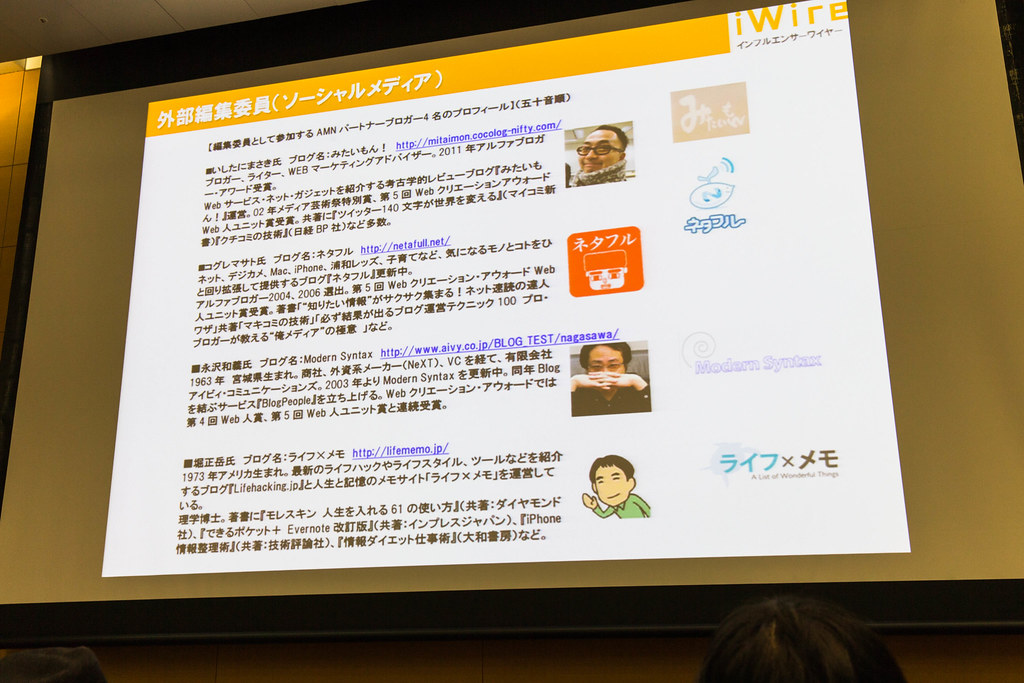 iWire
インフルエンサーワイヤー
外部編集委員(ソーシャルメディア)
【編集委員として参加する AMN パートナーブロガー4 名のプロフィール】(五十音順)
■いしたにまさき氏 ブログ名:みたいもん! http://mitaimon.cocolog-nifty.com/
ブロガー、ライター、WEB マーケティングアドバイザー。2011 年アルファブロガ
ー・アワード受賞。
Web サービス・ネット・ガジェットを紹介する考古学的レビューブログ『みたいも
ん!』運営。02 年メディア芸術祭特別賞、第 5 回 Web クリエーションアウォード
Web 人ユニット賞受賞。共著に『ツイッター140 文字が世界を変える』(マイコミ新
書)『クチコミの技術』(日経 BP 社)など多数。
みたいもん
ネタフル
■コグレマサト氏 ブログ名:ネタフル http://netafull.net/
ネット、デジカメ、Mac、iPhone、浦和レッズ、子育てなど、気になるモノとコトをひ
と回り拡張して提供するブログ『ネタフル』更新中。
アルファブロガー2004、2006 選出。第 5 回 Web クリエーション・アウォード Web
人ユニット賞受賞。著書「“知りたい情報”がサクサク集まる!ネット速読の達人
ワザ」共著「マキコミの技術」「必ず結果が出るブログ運営テクニック 100 プロ・
ブロガーが教える“俺メディア”の極意 」など。
ネタフル
■永沢和義氏 ブログ名:Modern Syntax http://www.aivy.co.jp/BLOG_TEST/nagasawa/
1963 年 宮城県生まれ。商社、外資系メーカー(NeXT)、VC を経て、有限会社
アイビィ・コミュニケーションズ。2003 年より Modern Syntax を更新中。同年 Blog
を結ぶサービス『BlogPeople』を立ち上げる。Web クリエーション・アウォードでは
第 4 回 Web 人賞、第 5 回 Web 人ユニット賞と連続受賞。
Modern Syntax
■堀正岳氏 ブログ名:ライフ×メモ http://lifememo.jp/
1973 年アメリカ生まれ。最新のライフハックやライフスタイル、ツールなどを紹介
するブログ『Lifehacking.jp』と人生と記憶のメモサイト「ライフ×メモ」を運営して
いる。
理学博士。著書に『モレスキン 人生を入れる 61 の使い方』(共著:ダイヤモンド
社)、『できるポケット＋ Evernote 改訂版』(共著:インプレスジャパン)、『iPhone
情報整理術』(共著:技術評論社)、『情報ダイエット仕事術』(大和書房)など。
ライフ×メモ
A List of Wonderful Things